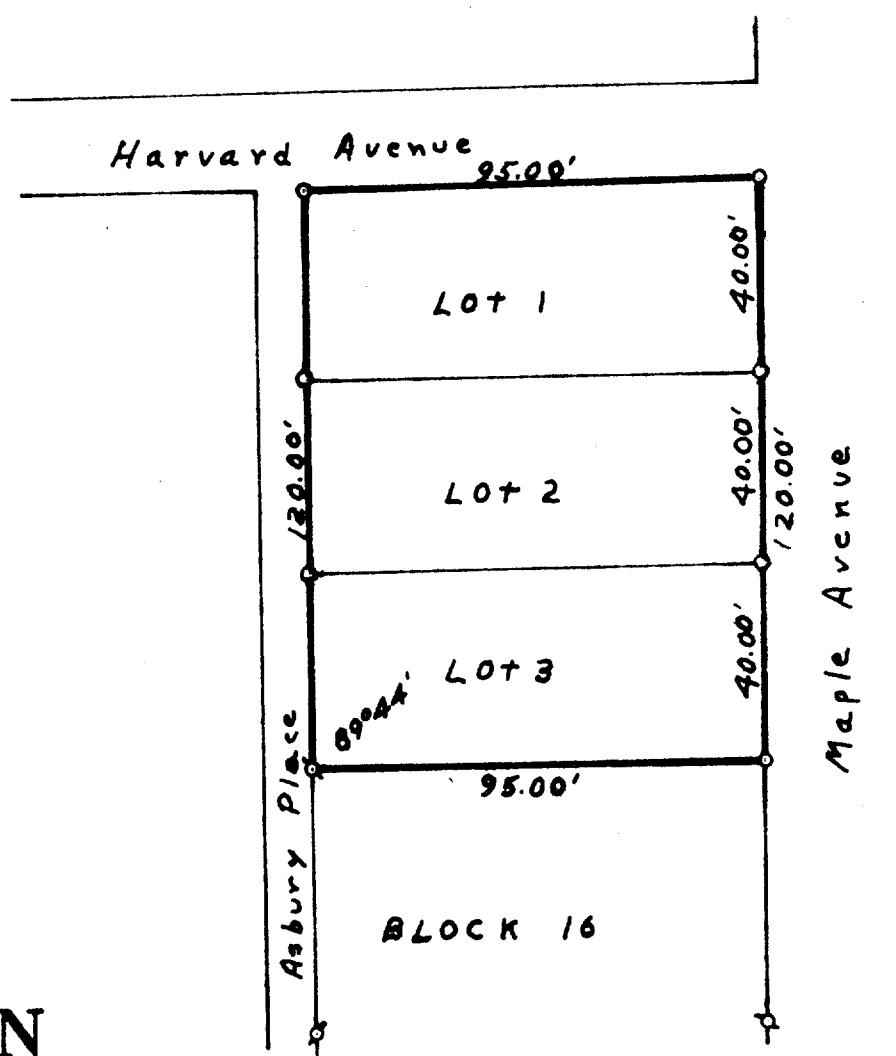 Harvard Avenue
95.00'
40.00'
Lot 1
120.00'
40.00'
120.00'
Lot 2
Maple Avenue
40.00'
Lot 3
89°44'
95.00'
Asbury Place
BLOCK 16
N